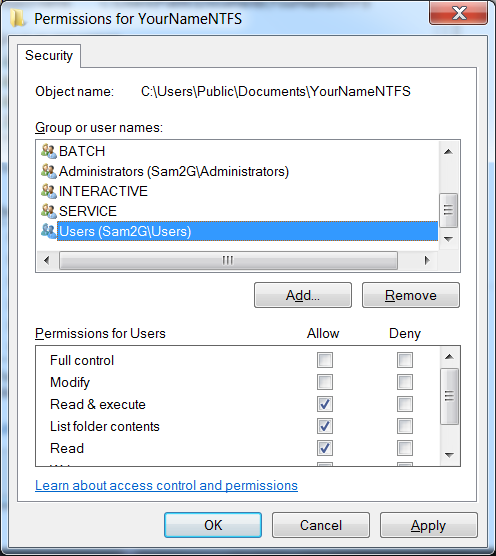 Permissions for YourNameNTFS
Security
Object name: C:\Users\Public\Documents\YourNameNTFS
Group or user names:
BATCH
Administrators (Sam2G\Administrators)
INTERACTIVE
SERVICE
Users (Sam2G\Users)
Add... Remove
Permissions for Users Allow Deny
Full control
Modify
Read & execute
List folder contents
Read
Learn about access control and permissions
OK Cancel Apply